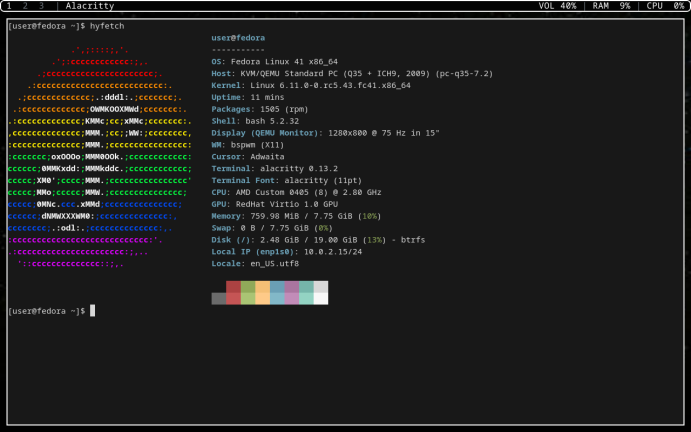 1 2 3 | Alacritty VOL 40% | RAM 9% | CPU 0%
[user@fedora ~]$ hyfetch
user@fedora
-----------
OS: Fedora Linux 41 x86_64
Host: KVM/QEMU Standard PC (Q35 + ICH9, 2009) (pc-q35-7.2)
Kernel: Linux 6.11.0-0.rc5.43.fc41.x86_64
Uptime: 11 mins
Packages: 1505 (rpm)
Shell: bash 5.2.32
Display (QEMU Monitor): 1280x800 @ 75 Hz in 15"
WM: bspwm (X11)
Cursor: Adwaita
Terminal: alacritty 0.13.2
Terminal Font: alacritty (11pt)
CPU: AMD Custom 0405 (8) @ 2.80 GHz
GPU: RedHat Virtio 1.0 GPU
Memory: 759.98 MiB / 7.75 GiB (10%)
Swap: 0 B / 7.75 GiB (0%)
Disk (/): 2.48 GiB / 19.00 GiB (13%) - btrfs
Local IP (enp1s0): 10.0.2.15/24
Locale: en_US.utf8
[user@fedora ~]$